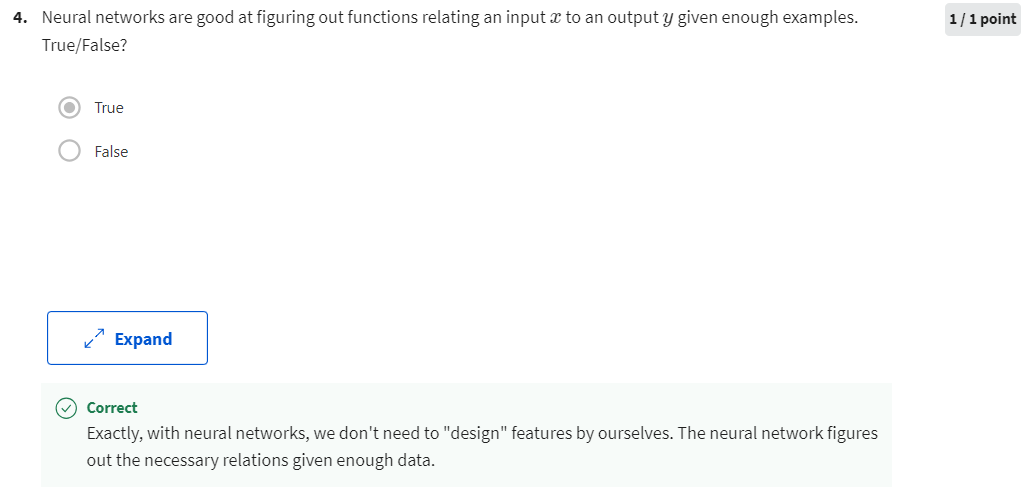 4. Neural networks are good at figuring out functions relating an input x to an output y given enough examples. 1 / 1 point
True/False?
True
False
Expand
Correct
Exactly, with neural networks, we don't need to "design" features by ourselves. The neural network figures
out the necessary relations given enough data.